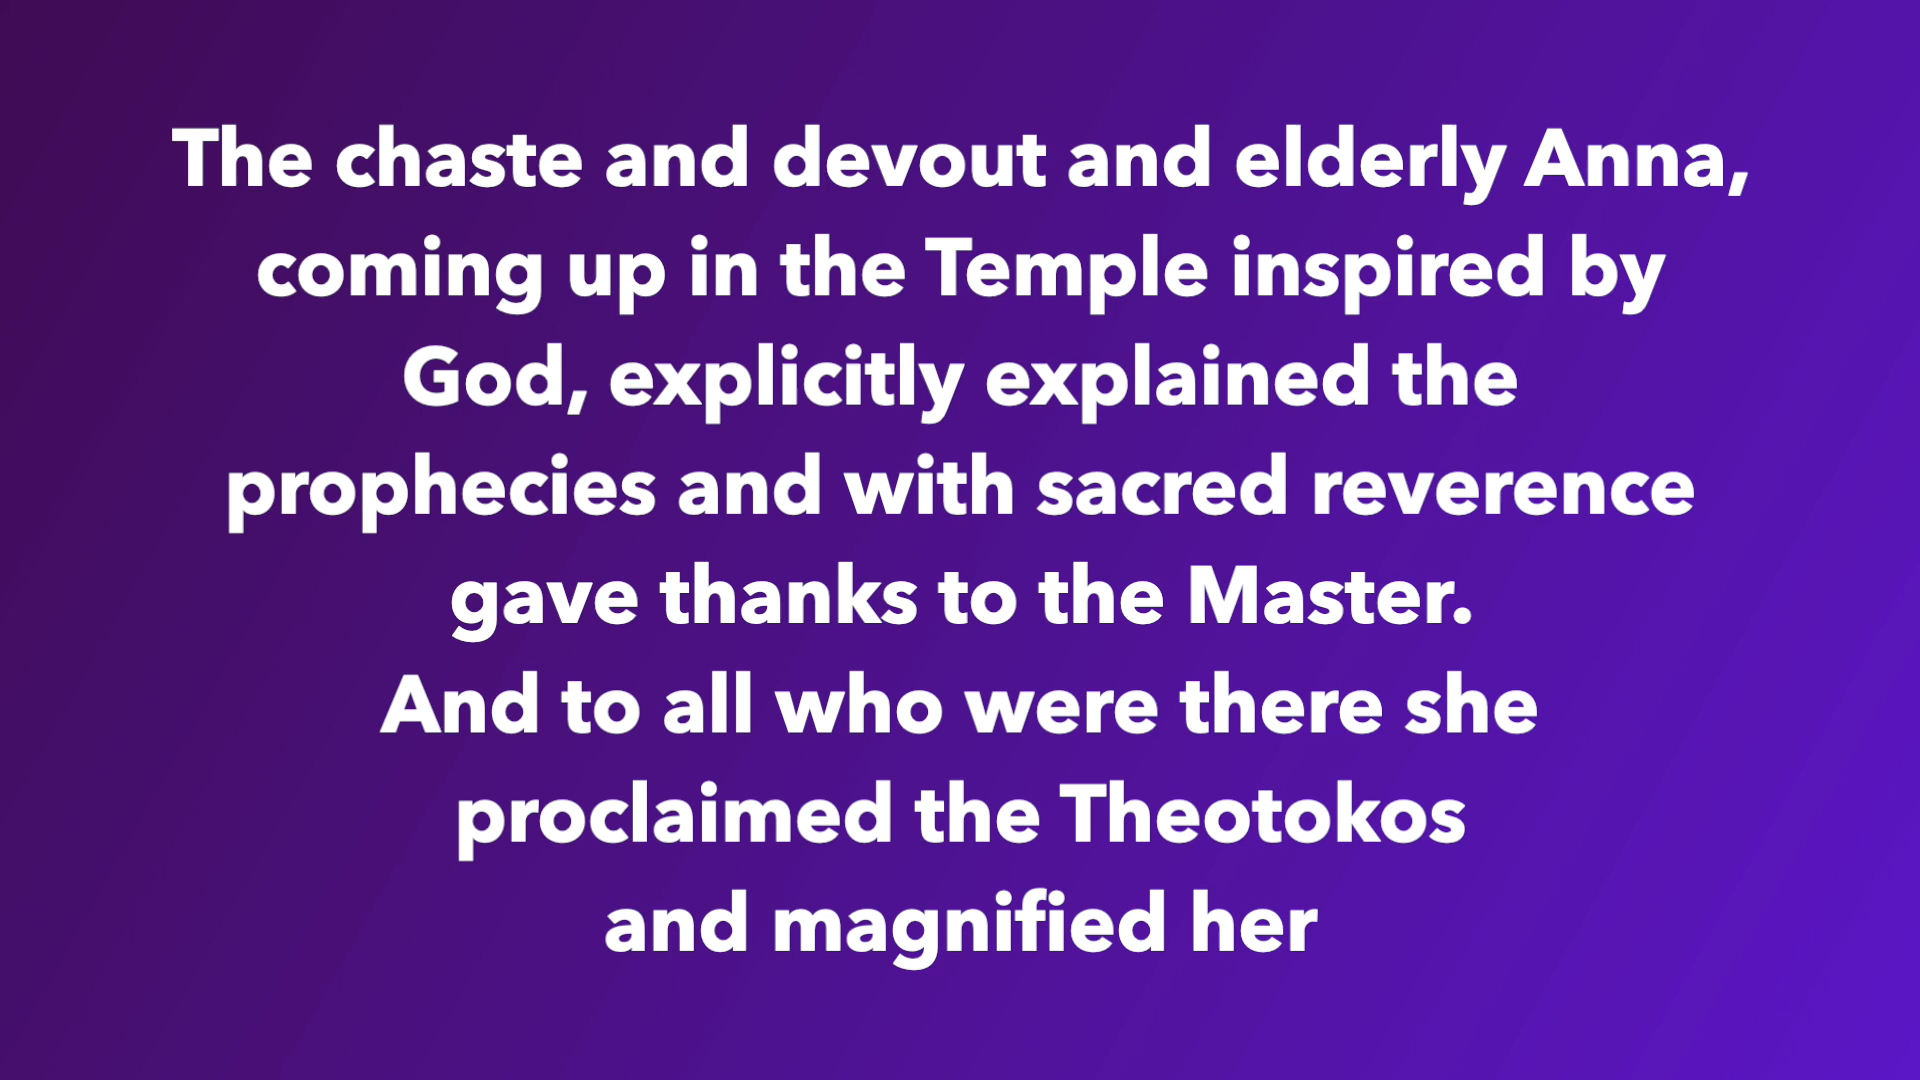 The chaste and devout and elderly Anna,
coming up in the Temple inspired by
God, explicitly explained the
prophecies and with sacred reverence
gave thanks to the Master.
And to all who were there she
proclaimed the Theotokos
and magnified her